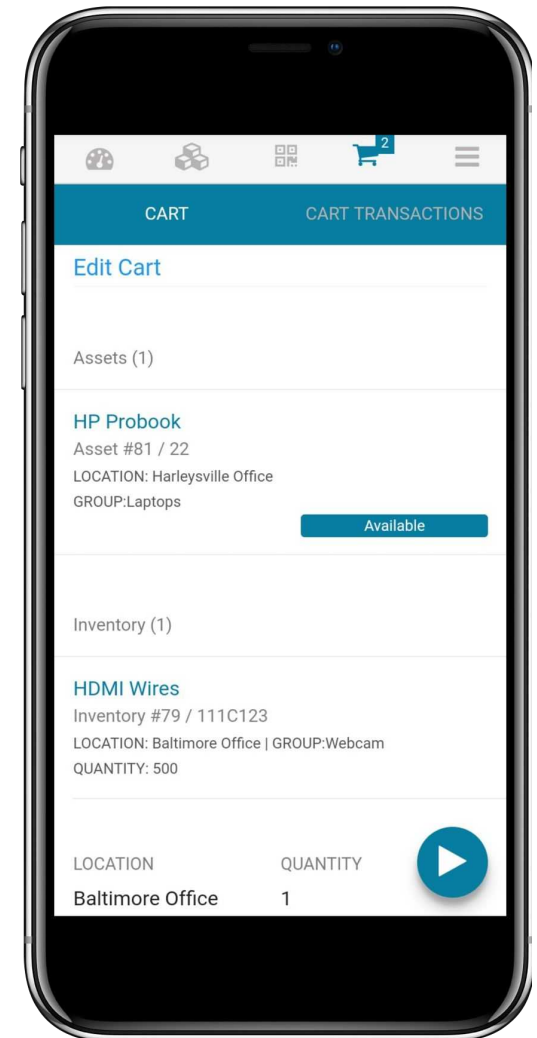 2
CART CART TRANSACTIONS
Edit Cart
Assets (1)
HP Probook
Asset #81 / 22
LOCATION: Harleysville Office
GROUP:Laptops
Available
Inventory (1)
HDMI Wires
Inventory #79 / 111C123
LOCATION: Baltimore Office | GROUP:Webcam
QUANTITY: 500
LOCATION QUANTITY
Baltimore Office 1